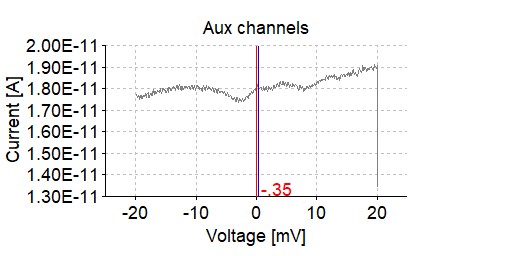 Aux channels
Current [A]
2.00E-11
1.90E-11
1.80E-11
1.70E-11
1.60E-11
1.50E-11
1.40E-11
1.30E-11
-.35
-20 -10 0 10 20
Voltage [mV]